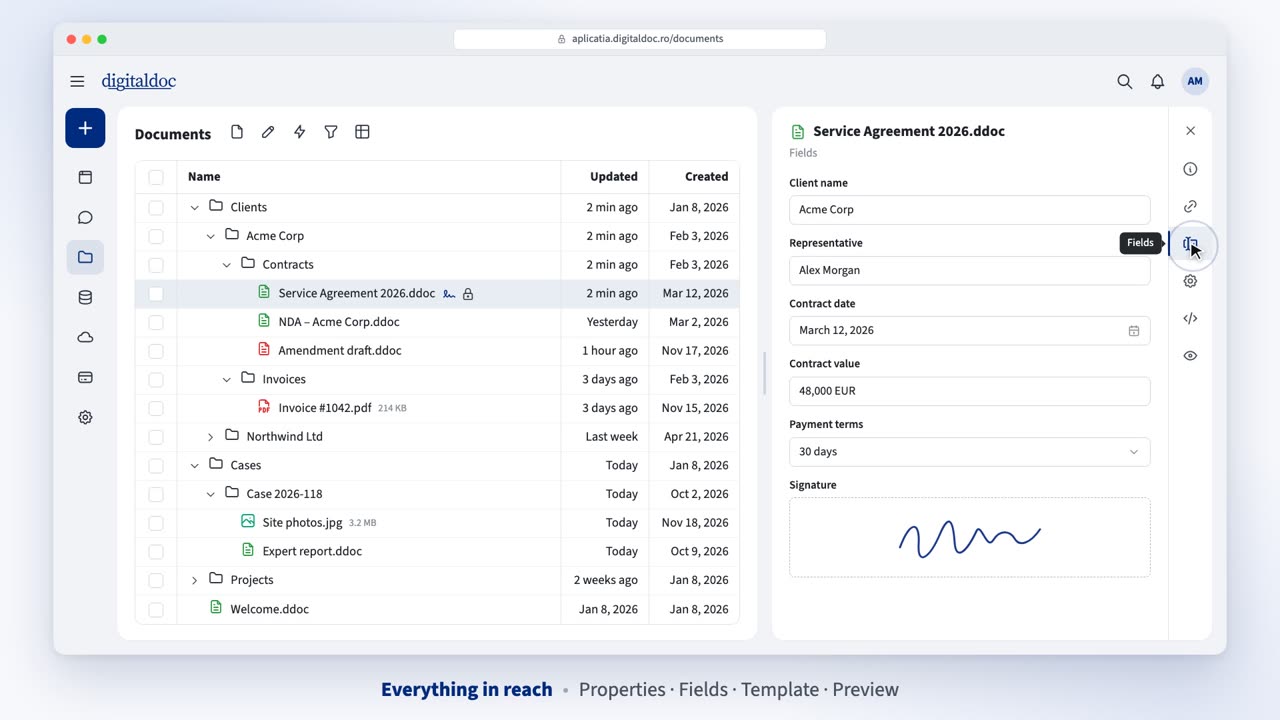 aplicatia.digitaldoc.ro/documents
digitaldoc
AM
Documents
Name Updated Created
Clients 2 min ago Jan 8, 2026
Acme Corp 2 min ago Feb 3, 2026
Contracts 2 min ago Feb 3, 2026
Service Agreement 2026.ddoc 2 min ago Mar 12, 2026
NDA – Acme Corp.ddoc Yesterday Mar 2, 2026
Amendment draft.ddoc 1 hour ago Nov 17, 2026
Invoices 3 days ago Feb 3, 2026
PDF Invoice #1042.pdf 214 KB 3 days ago Nov 15, 2026
Northwind Ltd Last week Apr 21, 2026
Cases Today Jan 8, 2026
Case 2026-118 Today Oct 2, 2026
Site photos.jpg 3.2 MB Today Nov 18, 2026
Expert report.ddoc Today Oct 9, 2026
Projects 2 weeks ago Jan 8, 2026
Welcome.ddoc Jan 8, 2026 Jan 8, 2026
Service Agreement 2026.ddoc
Fields
Client name
Acme Corp
Representative
Fields
Alex Morgan
Contract date
March 12, 2026
Contract value
48,000 EUR
Payment terms
30 days
Signature
Everything in reach • Properties · Fields · Template · Preview